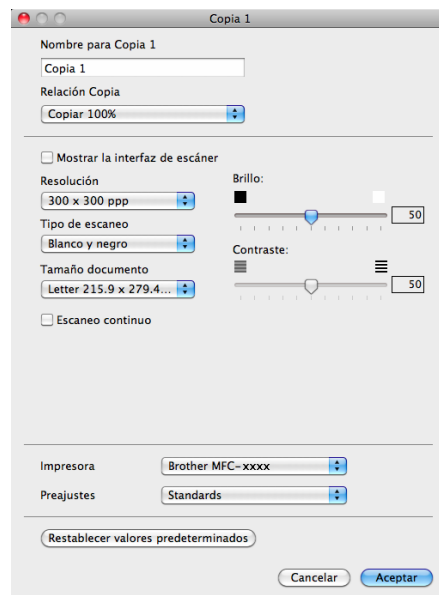 Copia 1
Nombre para Copia 1
Copia 1
Relación Copia
Copiar 100%
Mostrar la interfaz de escáner
Resolución
300 x 300 ppp
Tipo de escaneo
Blanco y negro
Tamaño documento
Letter 215.9 x 279.4...
Escaneo continuo
Brillo:
50
Contraste:
50
Impresora
Brother MFC-xxxx
Preajustes
Standards
Restablecer valores predeterminados
Cancelar
Aceptar